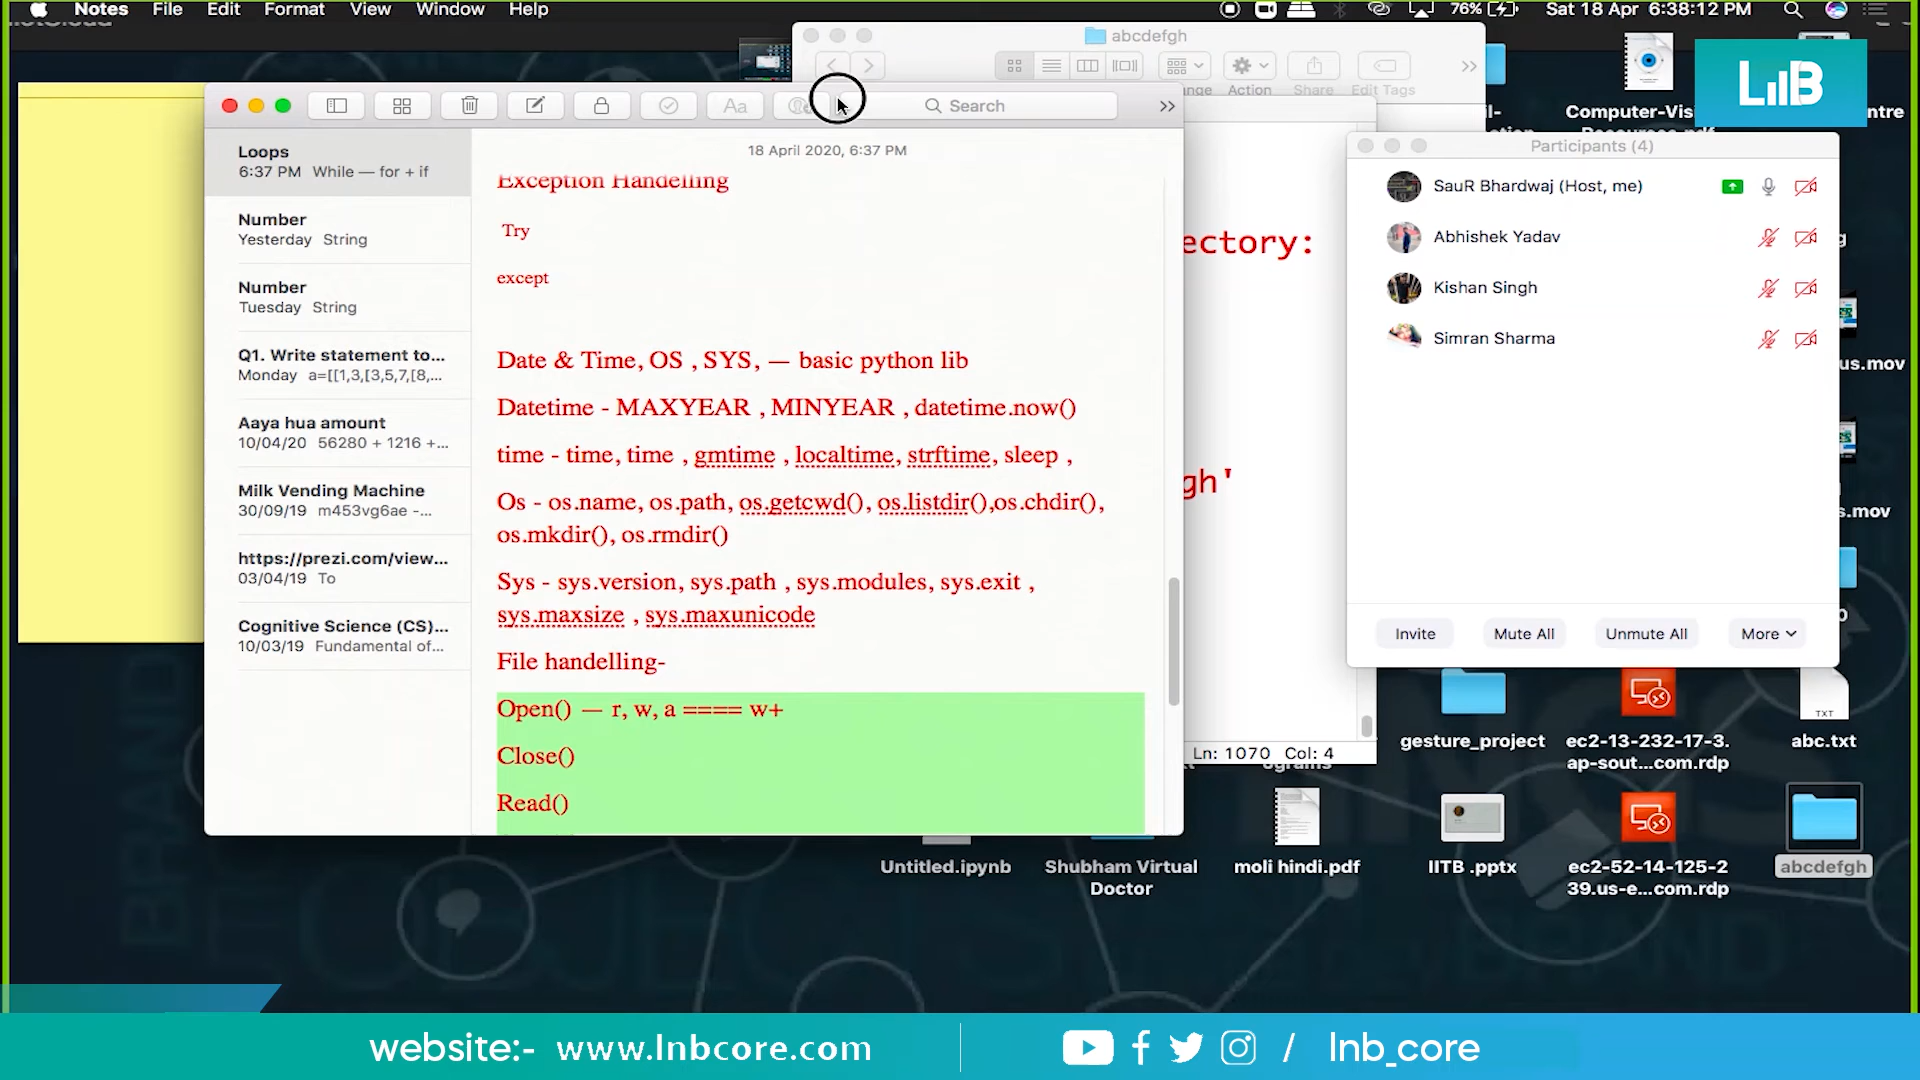 Notes File Edit Format View Window Help
76% Sat 18 Apr 6:38:12 PM
abcdefgh
Action Share Edit Tags
LIIB
Search
Computer-Vi
Participants (4)
SauR Bhardwaj (Host, me)
Abhishek Yadav
Kishan Singh
Simran Sharma
Invite Mute All Unmute All More
Loops
6:37 PM While — for + if
Number
Yesterday String
Number
Tuesday String
Q1. Write statement to...
Monday a=[[1,3,[3,5,7,[8,...
Aaya hua amount
10/04/20 56280 + 1216 +...
Milk Vending Machine
30/09/19 m453vg6ae -...
https://prezi.com/view...
03/04/19 To
Cognitive Science (CS)...
10/03/19 Fundamental of...
18 April 2020, 6:37 PM
Exception Handelling
Try
except
Date & Time, OS , SYS, — basic python lib
Datetime - MAXYEAR , MINYEAR , datetime.now()
time - time, time , gmtime , localtime, strftime, sleep ,
Os - os.name, os.path, os.getcwd(), os.listdir(),os.chdir(),
os.mkdir(), os.rmdir()
Sys - sys.version, sys.path , sys.modules, sys.exit ,
sys.maxsize , sys.maxunicode
File handelling-
Open() — r, w, a ==== w+
Close()
Read()
ectory:
gh'
Ln: 1070 Col: 4
us.mov
s.mov
gesture_project
ec2-13-232-17-3.
ap-sout...com.rdp
TXT
abc.txt
Untitled.ipynb
Shubham Virtual
Doctor
moli hindi.pdf
IITB .pptx
ec2-52-14-125-2
39.us-e...com.rdp
abcdefgh
website:- www.lnbcore.com
/ lnb_core